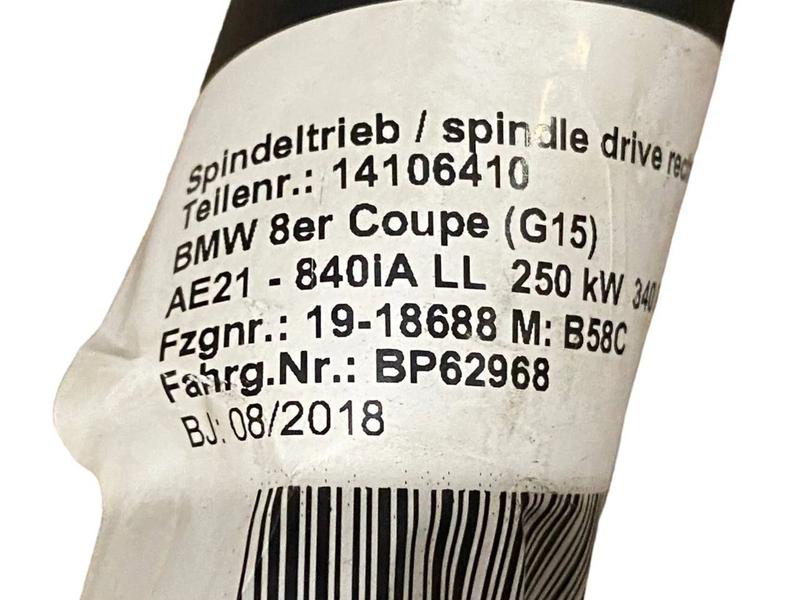 Spindeltrieb / spindle drive
Teilenr.: 14106410
BMW 8er Coupe (G15)
AE21 - 840iA LL 250 kW 340
Fzgnr.: 19-18688 M: B58C
Fahrg.Nr.: BP62968
BJ: 08/2018